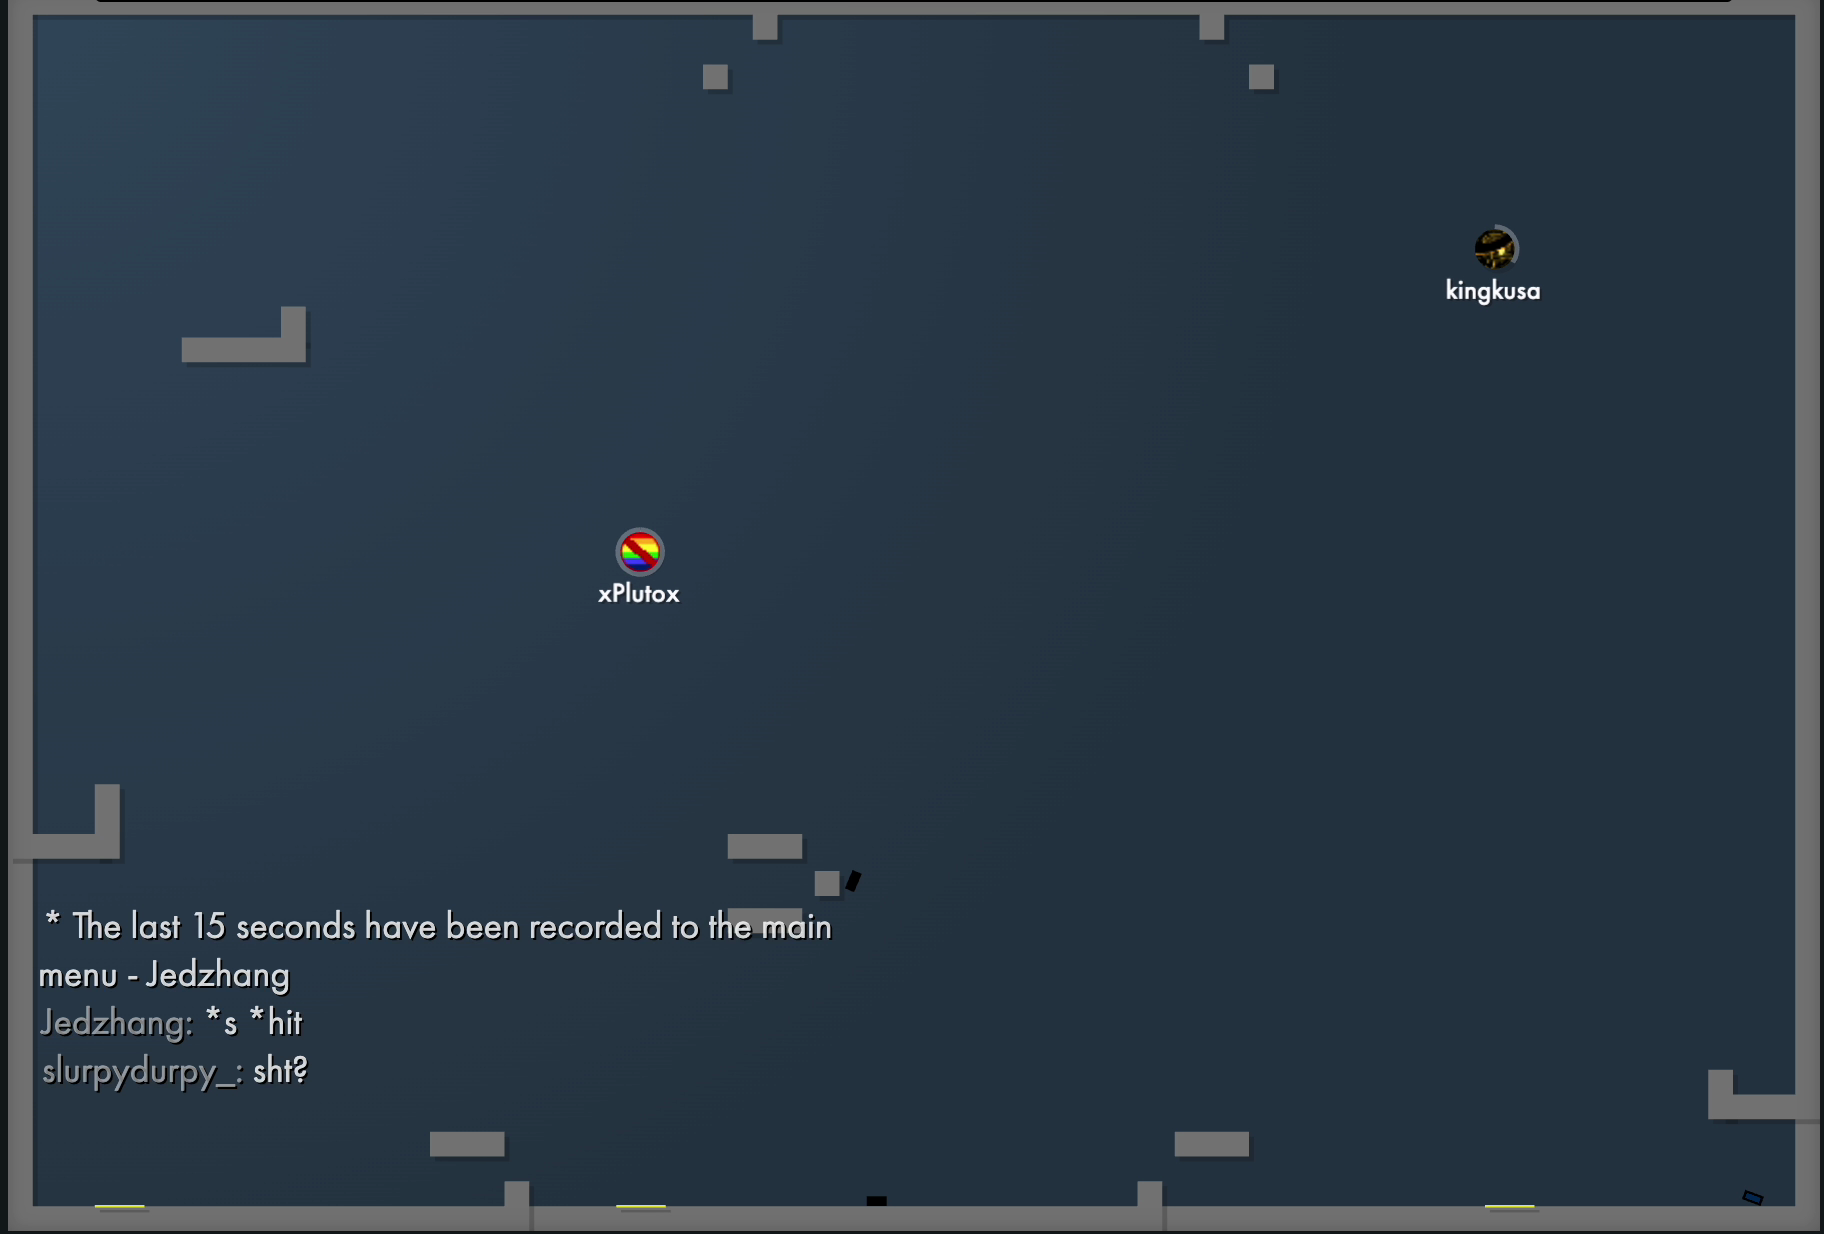 kingkusa
xPlutox
* The last 15 seconds have been recorded to the main
menu - Jedzhang
Jedzhang: *s *hit
slurpydurpy_: sht?